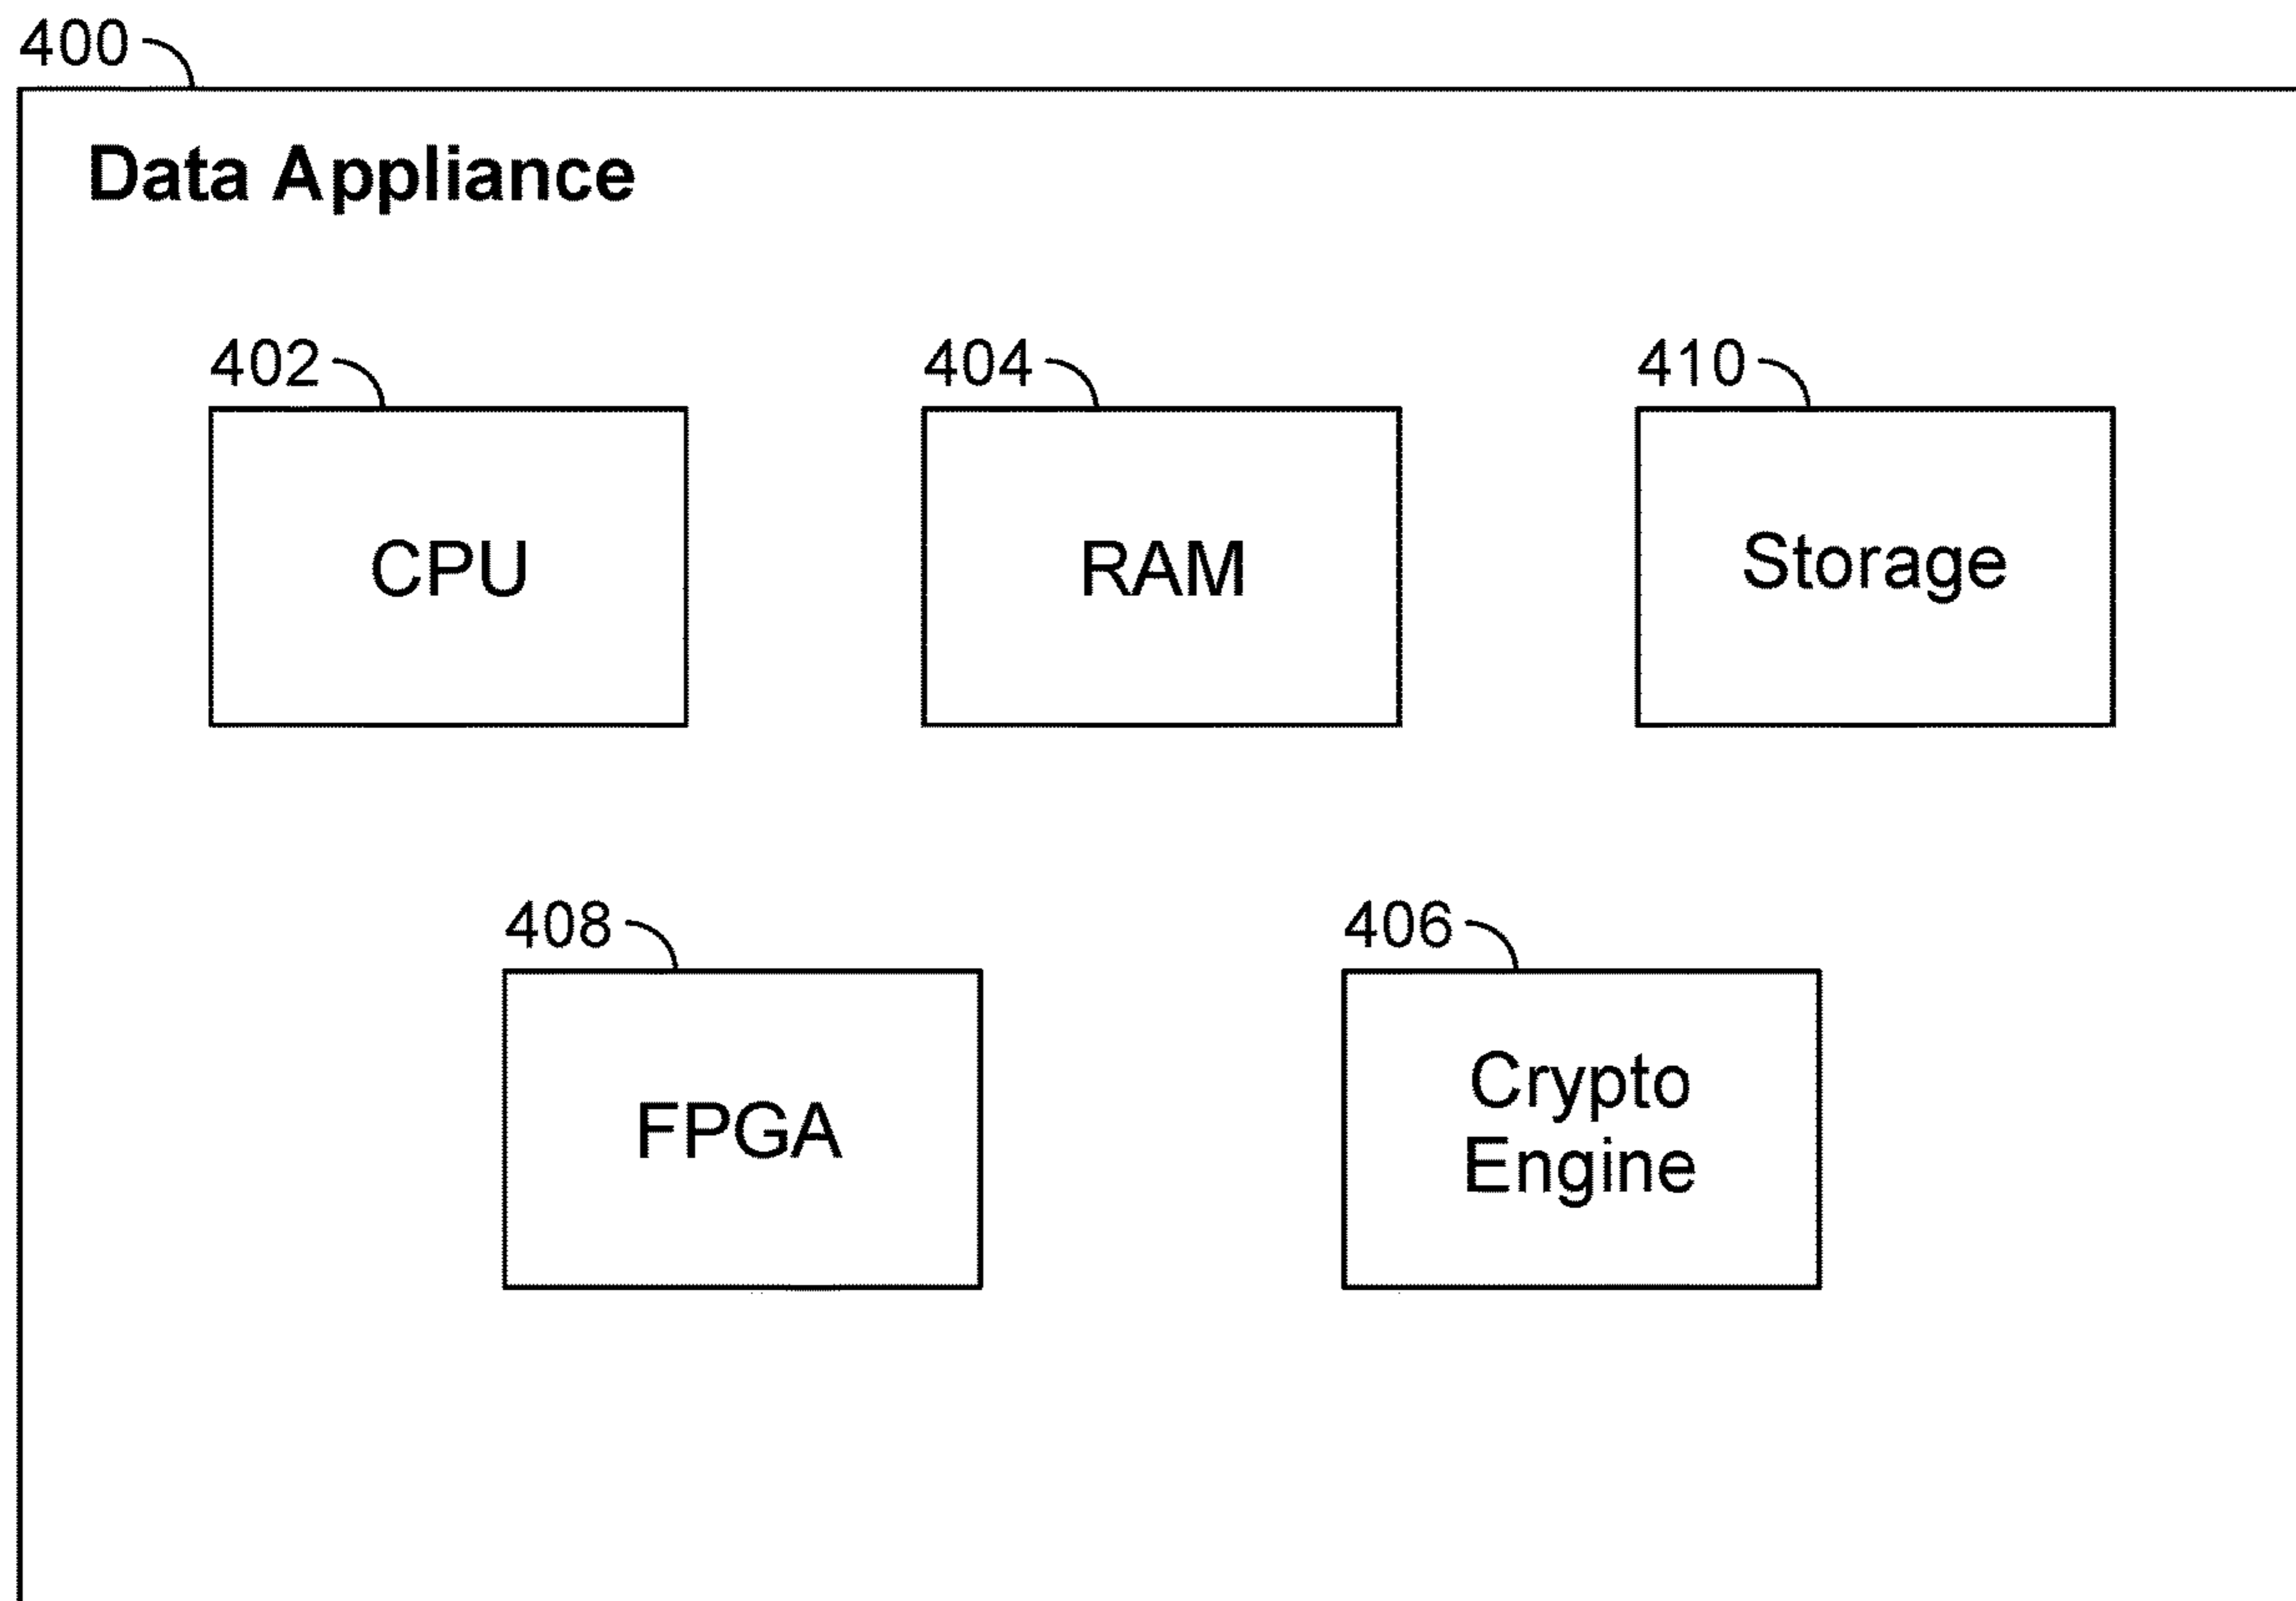 400
Data Appliance
402
404
410
CPU
RAM
Storage
408
406
FPGA
Crypto
Engine